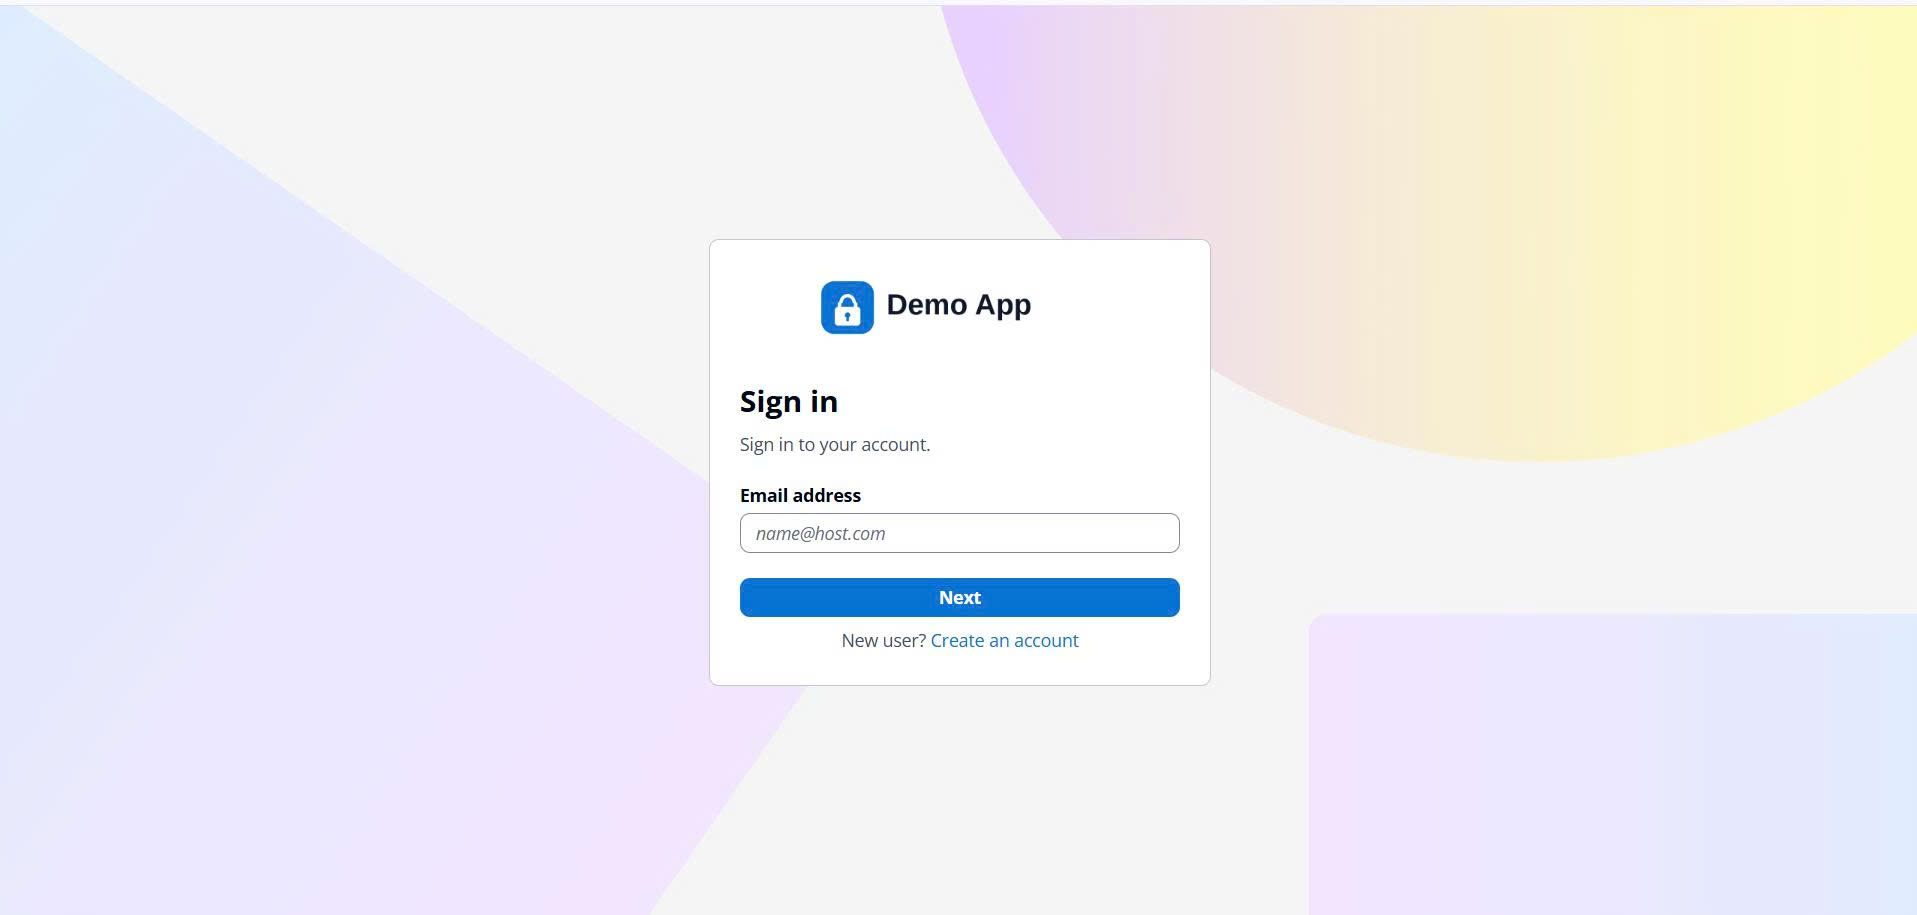 Demo App
Sign in
Sign in to your account.
Email address
name@host.com
Next
New user? Create an account